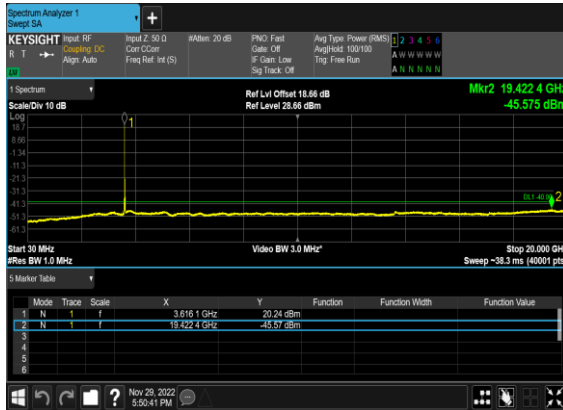 Spectrum Analyzer 1
Swept SA
+
KEYSIGHT Input: RF Input Z: 50 Ω #Atten: 20 dB PNO: Fast Avg Type: Power (RMS) 1 2 3 4 5 6
R T Coupling: DC Corr CCorr Gate: Off Avg|Hold: 100/100 A W W W W W
Align: Auto Freq Ref: Int (S) IF Gain: Low Trig: Free Run
LXI Sig Track: Off A N N N N N
1 Spectrum Ref Lvl Offset 18.66 dB Mkr2 19.422 4 GHz
Scale/Div 10 dB Ref Level 28.66 dBm -45.575 dBm
Log
18.7
8.66
-1.34
-11.3
-21.3
-31.3
-41.3
-51.3
-61.3
1
DL1 -40.00
2
Start 30 MHz Video BW 3.0 MHz* Stop 20.000 GHz
#Res BW 1.0 MHz Sweep ~38.3 ms (40001 pts)
5 Marker Table
Mode Trace Scale X Y Function Function Width Function Value
1 N 1 f 3.616 1 GHz 20.24 dBm
2 N 1 f 19.422 4 GHz -45.57 dBm
3
4
5
6
? Nov 29, 2022
5:50:41 PM